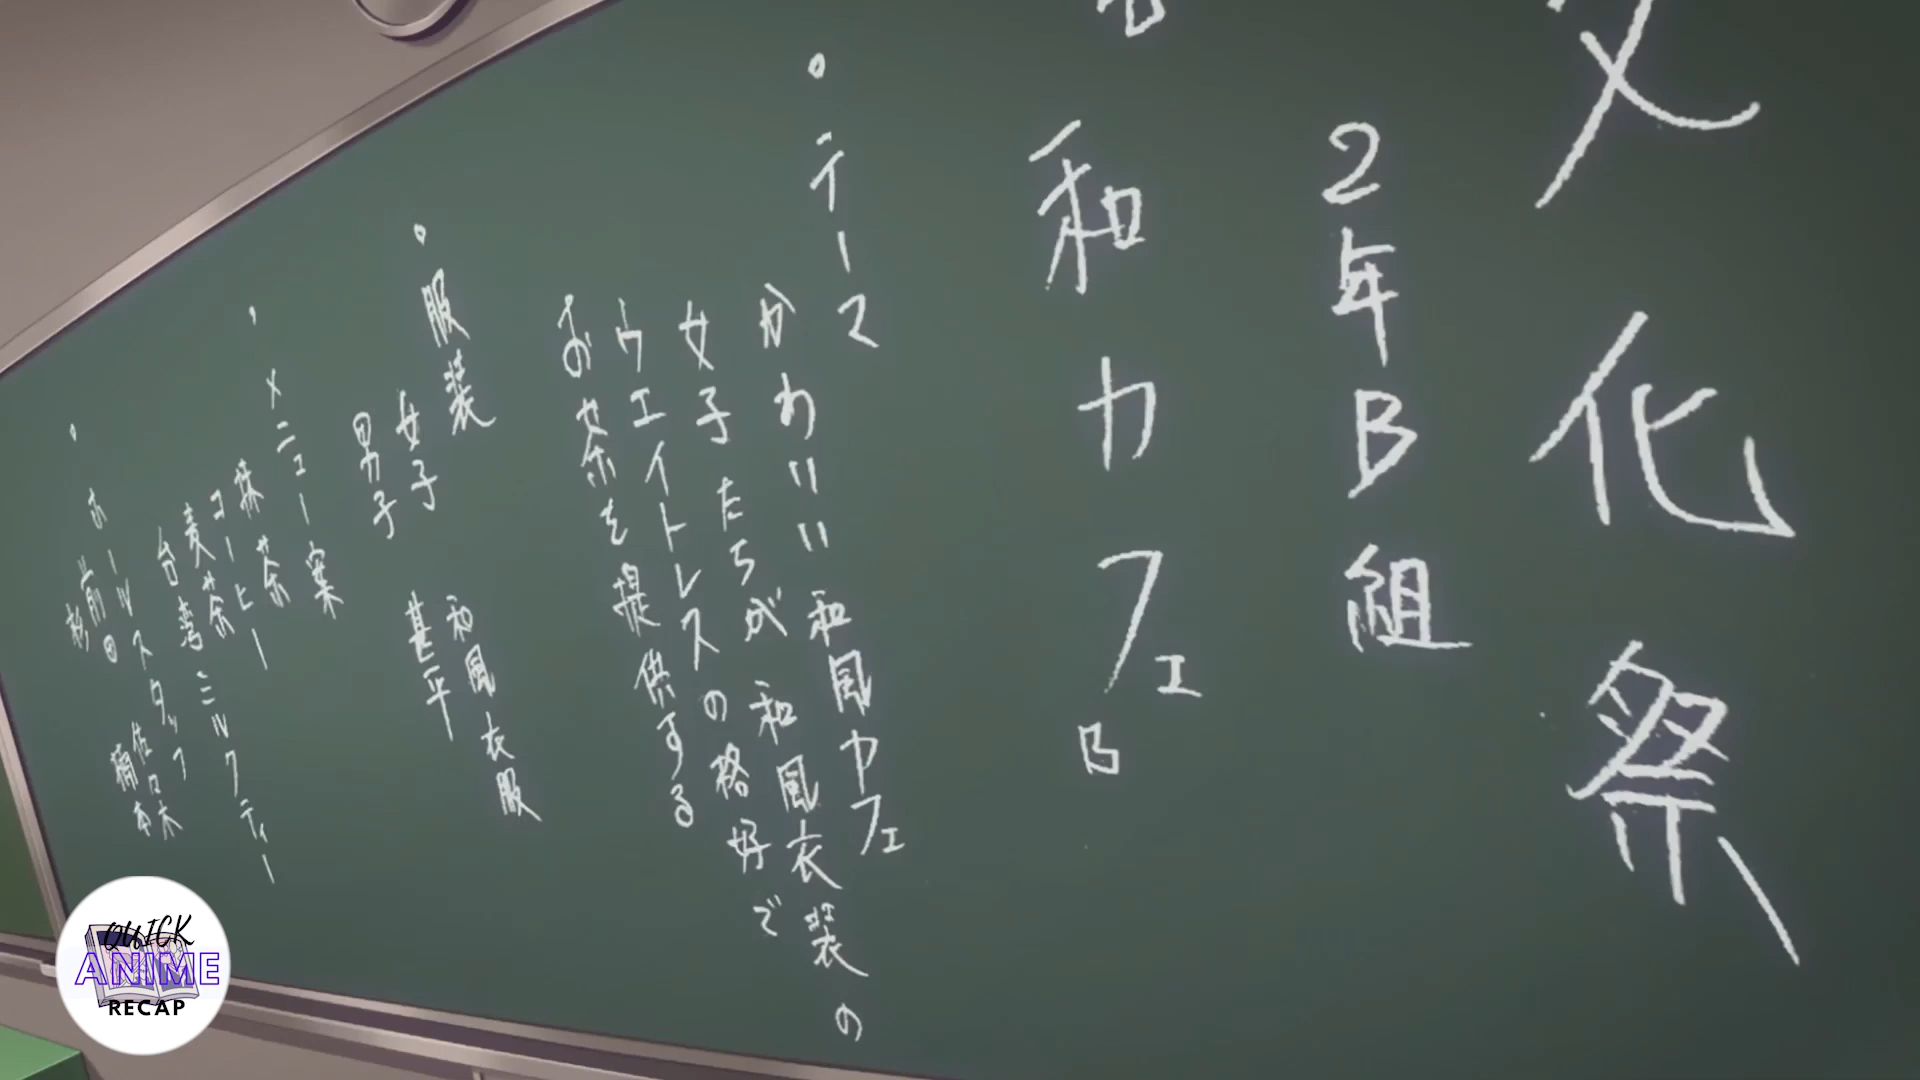 文化祭
2年B組
和カフェ
・テーマ
かわいい和風カフェ
女子たちが和風衣装の
ウエイトレスの格好で
お茶を提供する
・服装
女子 和風衣服
男子 甚平
・メニュー案
抹茶
コーヒー
麦茶
台湾ミルクティー
・ホールスタッフ
前田 佐々木
杉 橋本
QUICK
ANIME
RECAP